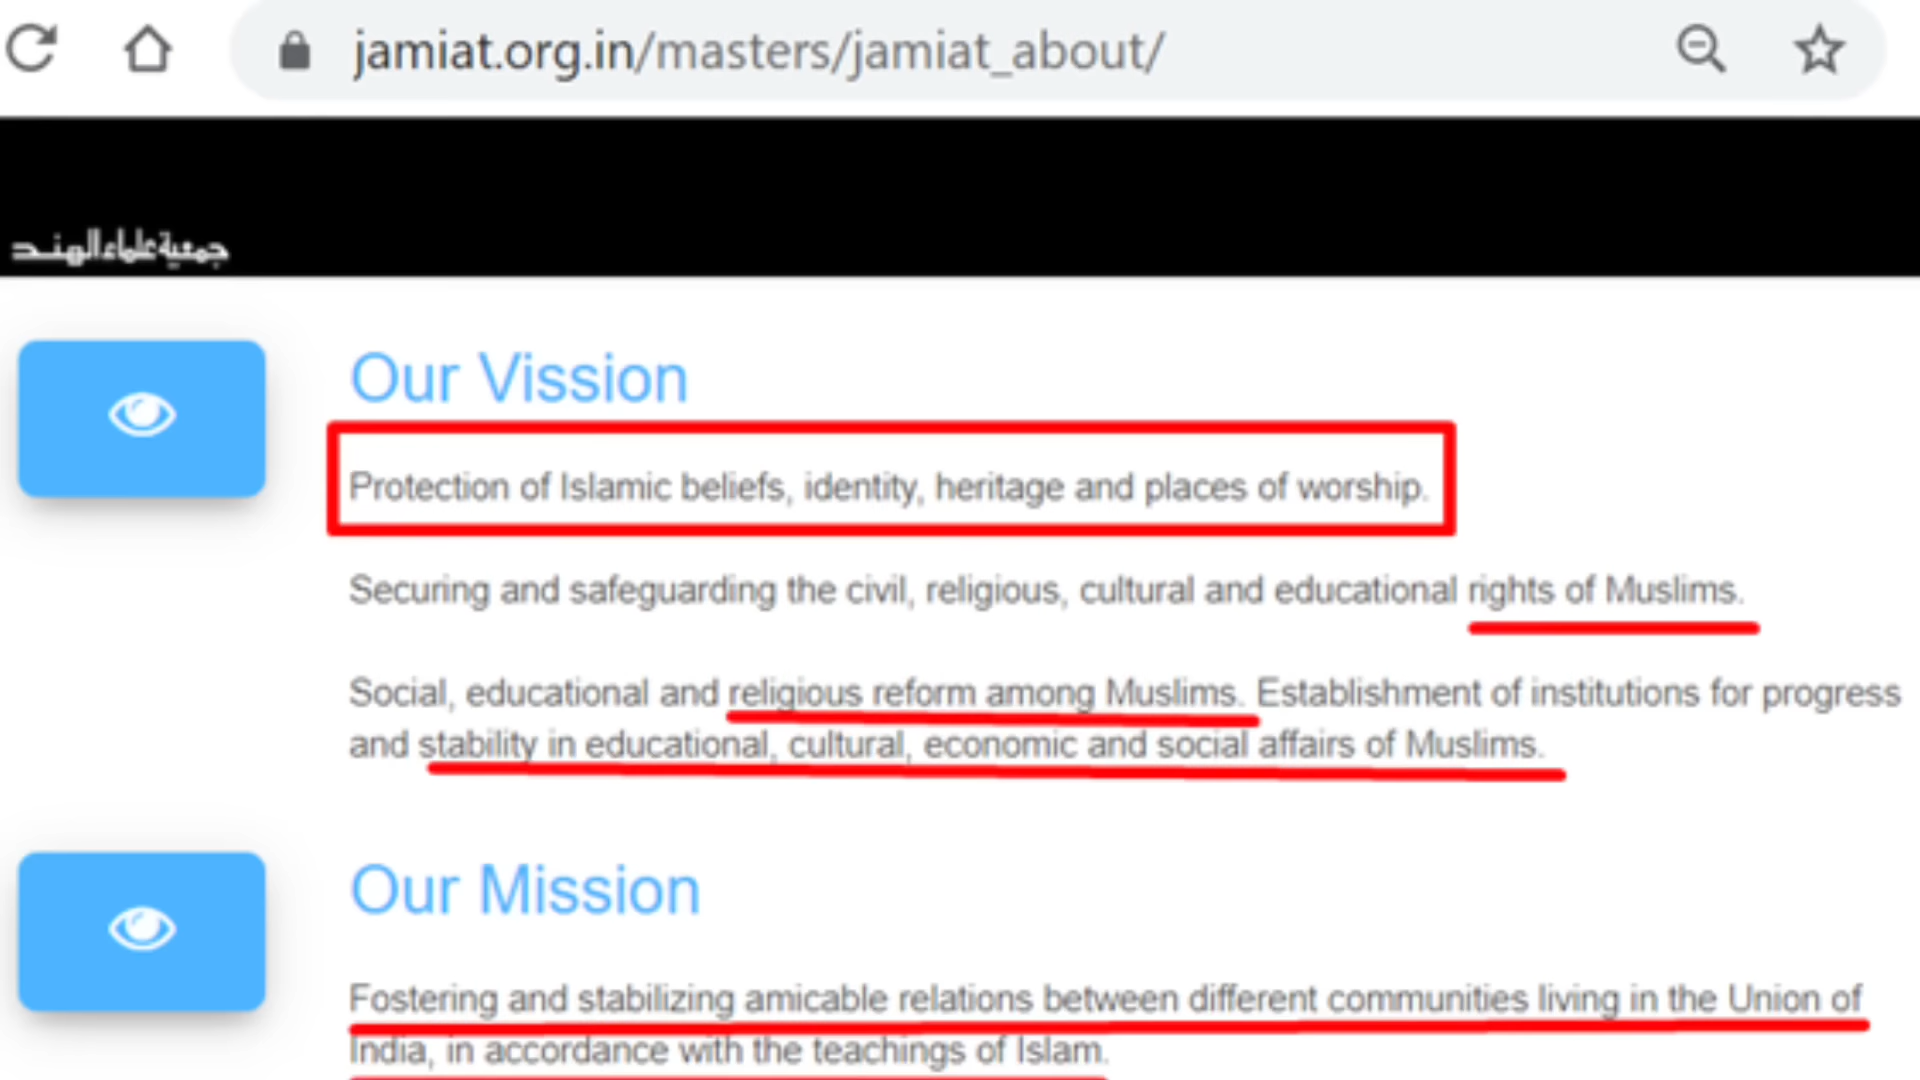 jamiat.org.in/masters/jamiat_about/
جمعية علماء الهند
Our Vission
Protection of Islamic beliefs, identity, heritage and places of worship.
Securing and safeguarding the civil, religious, cultural and educational rights of Muslims.
Social, educational and religious reform among Muslims. Establishment of institutions for progress
and stability in educational, cultural, economic and social affairs of Muslims.
Our Mission
Fostering and stabilizing amicable relations between different communities living in the Union of
India, in accordance with the teachings of Islam.